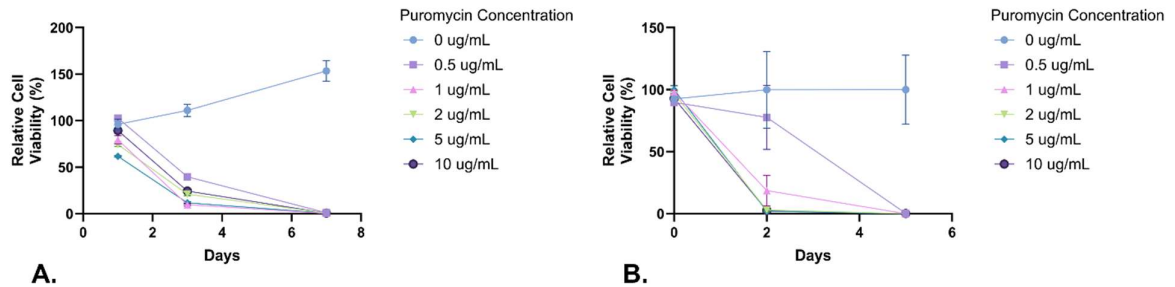 Puromycin Concentration
0 ug/mL
0.5 ug/mL
1 ug/mL
2 ug/mL
5 ug/mL
10 ug/mL
Relative Cell
Viability (%)
200
150
100
50
0
0 2 4 6 8
Days
A.
Puromycin Concentration
0 ug/mL
0.5 ug/mL
1 ug/mL
2 ug/mL
5 ug/mL
10 ug/mL
Relative Cell
Viability (%)
150
100
50
0
0 2 4 6
Days
B.